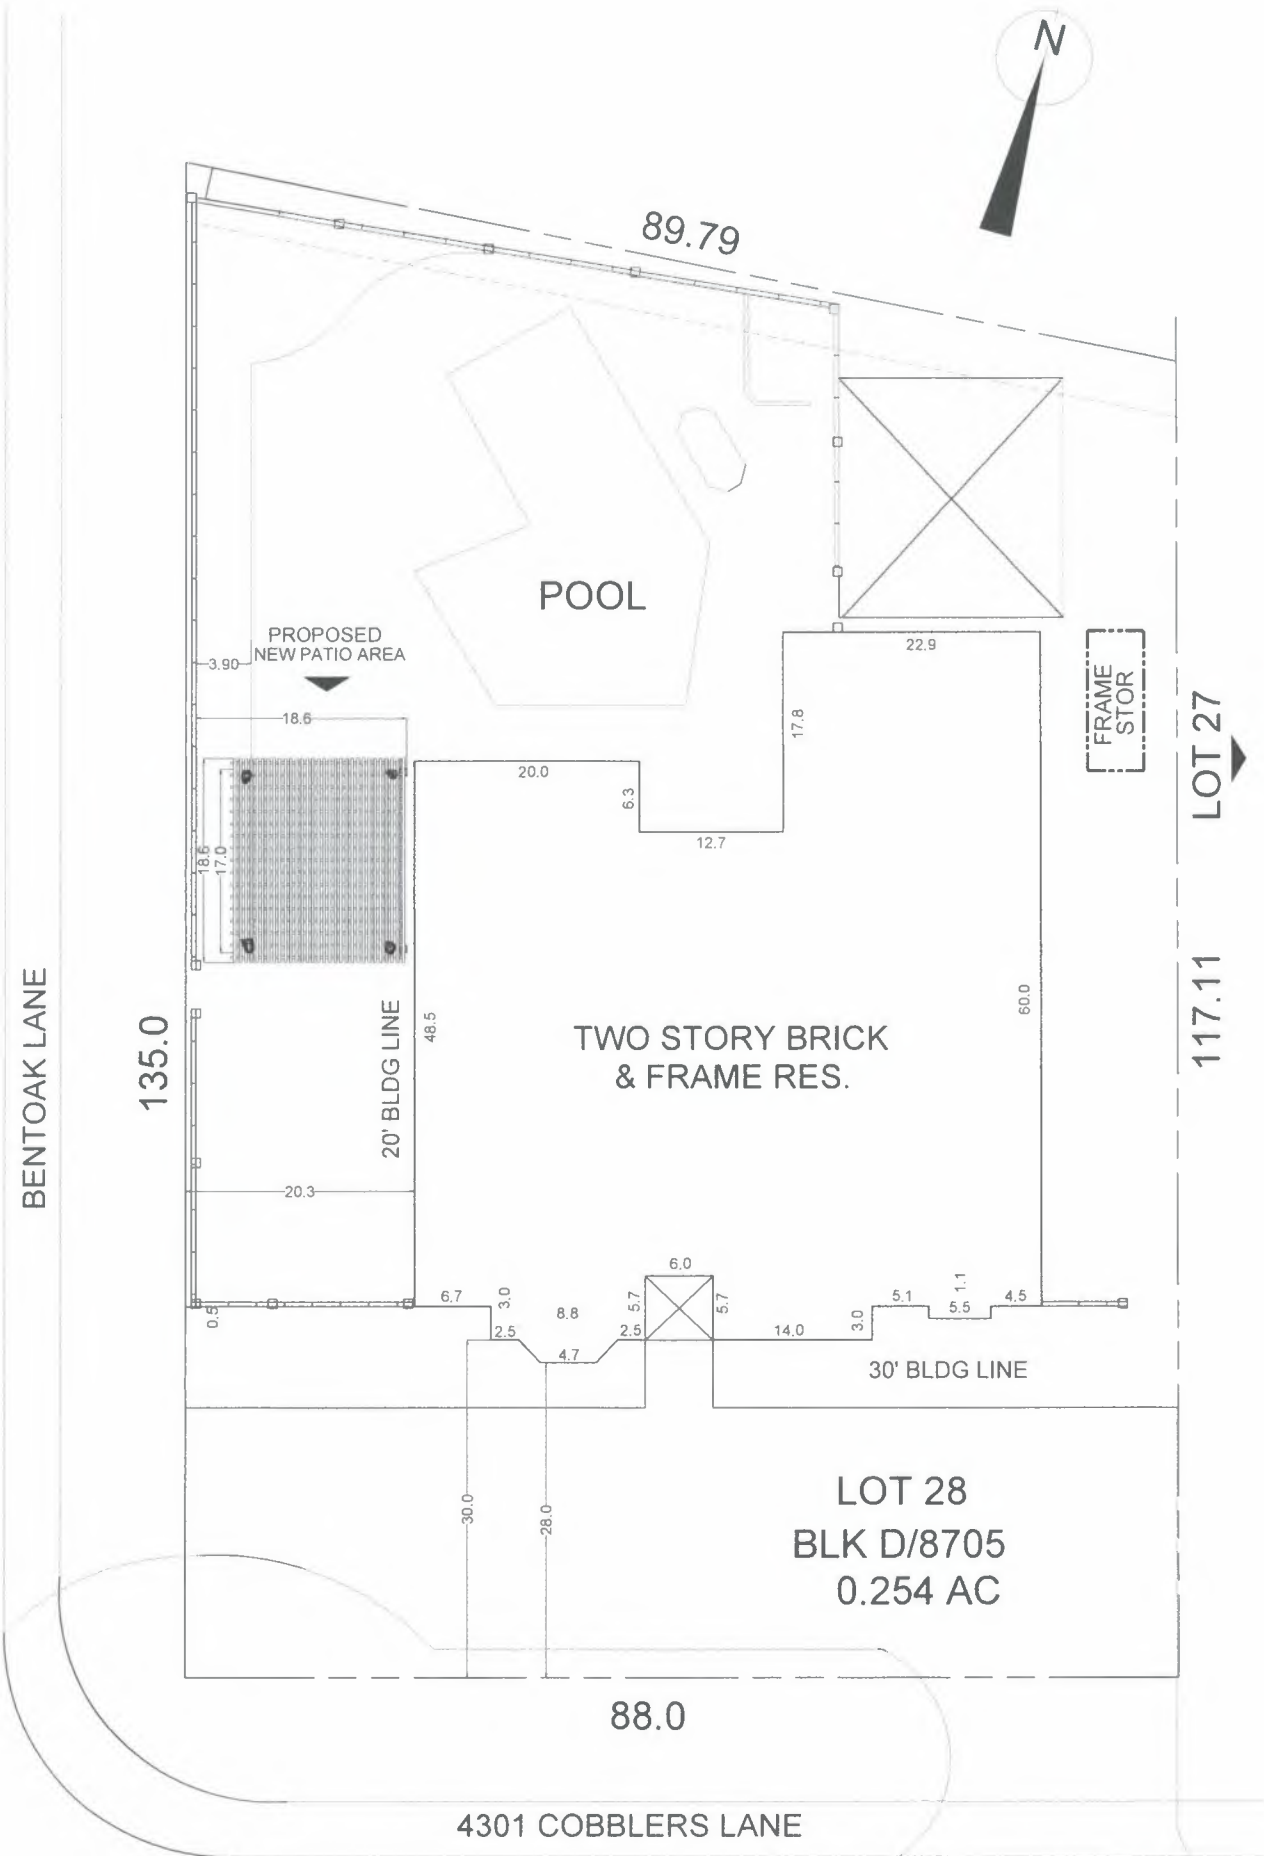 N
89.79
POOL
PROPOSED
NEW PATIO AREA
3.90
18.6
22.9
17.8
FRAME
STOR
LOT 27
20.0
6.3
12.7
18.6
17.0
BENTOAK LANE
135.0
20' BLDG LINE
48.5
TWO STORY BRICK
& FRAME RES.
60.0
117.11
20.3
6.0
6.7
3.0
8.8
5.7
5.7
5.1
1.1
5.5
4.5
0.5
2.5
4.7
2.5
14.0
3.0
30' BLDG LINE
30.0
28.0
LOT 28
BLK D/8705
0.254 AC
88.0
4301 COBBLERS LANE